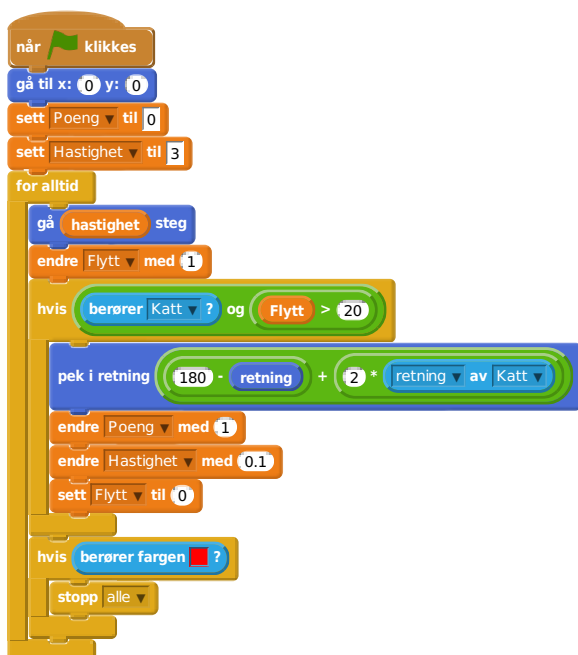 når klikkes
gå til x: 0 y: 0
sett Poeng til 0
sett Hastighet til 3
for alltid
gå hastighet steg
endre Flytt med 1
hvis berører Katt ? og Flytt > 20
pek i retning 180 - retning + 2 * retning av Katt
endre Poeng med 1
endre Hastighet med 0.1
sett Flytt til 0
hvis berører fargen ?
stopp alle